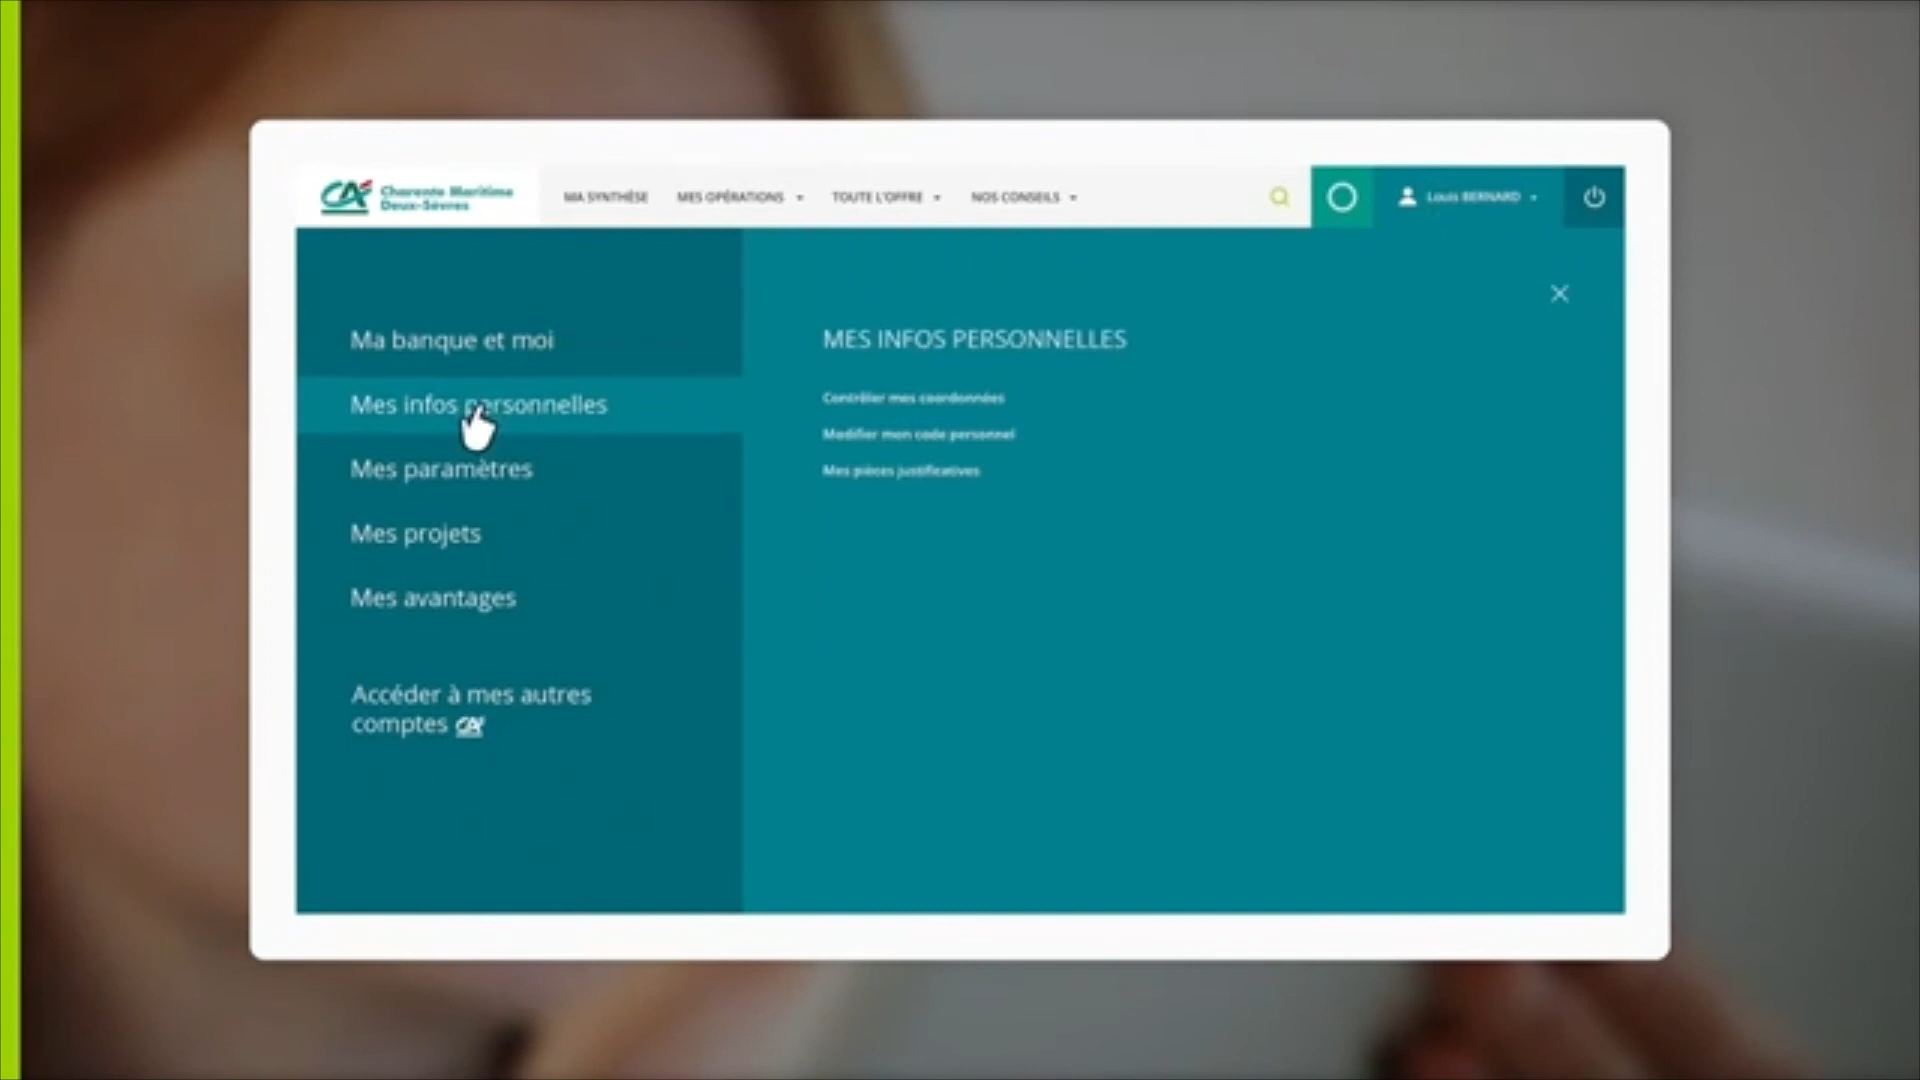 Charente Maritime
Deux-Sèvres
MA SYNTHÈSE
MES OPÉRATIONS
TOUTE L'OFFRE
NOS CONSEILS
Louis BERNARD
Ma banque et moi
Mes infos personnelles
Mes paramètres
Mes projets
Mes avantages
Accéder à mes autres
comptes CA
MES INFOS PERSONNELLES
Contrôler mes coordonnées
Modifier mon code personnel
Mes pièces justificatives